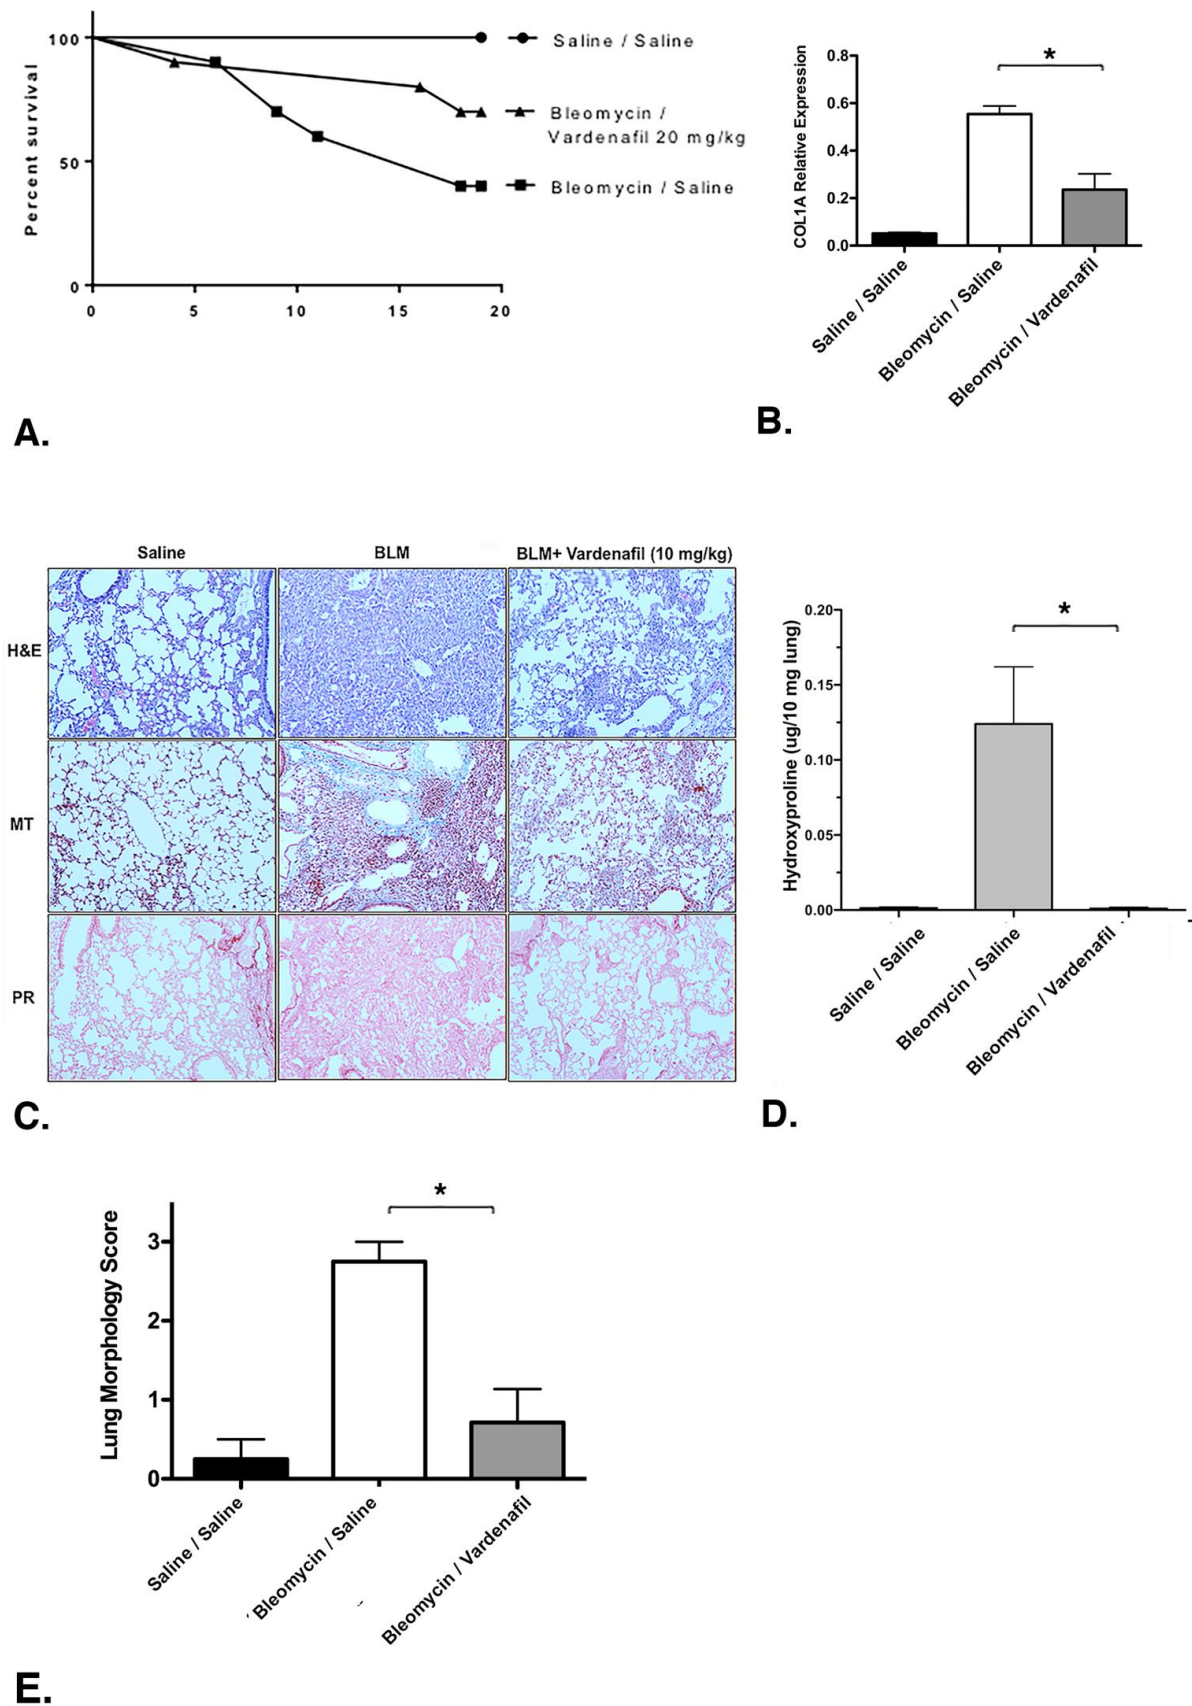 100
50
0
Percent survival
0 5 10 15 20
Saline / Saline
Bleomycin /
Vardenafil 20 mg/kg
Bleomycin / Saline
A.
COL1A Relative Expression
0.8
0.6
0.4
0.2
0.0
*
Saline / Saline
Bleomycin / Saline
Bleomycin / Vardenafil
B.
Saline BLM BLM+ Vardenafil (10 mg/kg)
H&E
MT
PR
C.
Hydroxyproline (ug/10 mg lung)
0.20
0.15
0.10
0.05
0.00
*
Saline / Saline
Bleomycin / Saline
Bleomycin / Vardenafil
D.
Lung Morphology Score
3
2
1
0
*
Saline / Saline
Bleomycin / Saline
Bleomycin / Vardenafil
E.